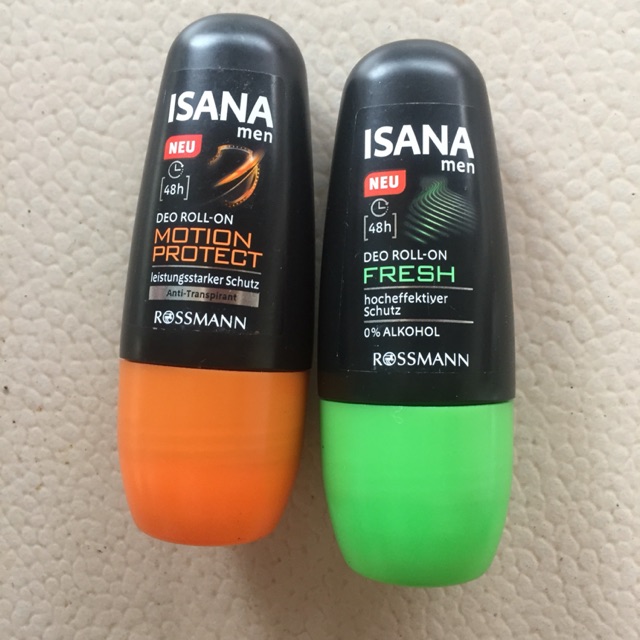 ISANA
men
NEU
48h
DEO ROLL-ON
MOTION
PROTECT
leistungsstarker Schutz
Anti-Transpirant
ROSSMANN
ISANA
men
NEU
48h
DEO ROLL-ON
FRESH
hocheffektiver
Schutz
0% ALKOHOL
ROSSMANN